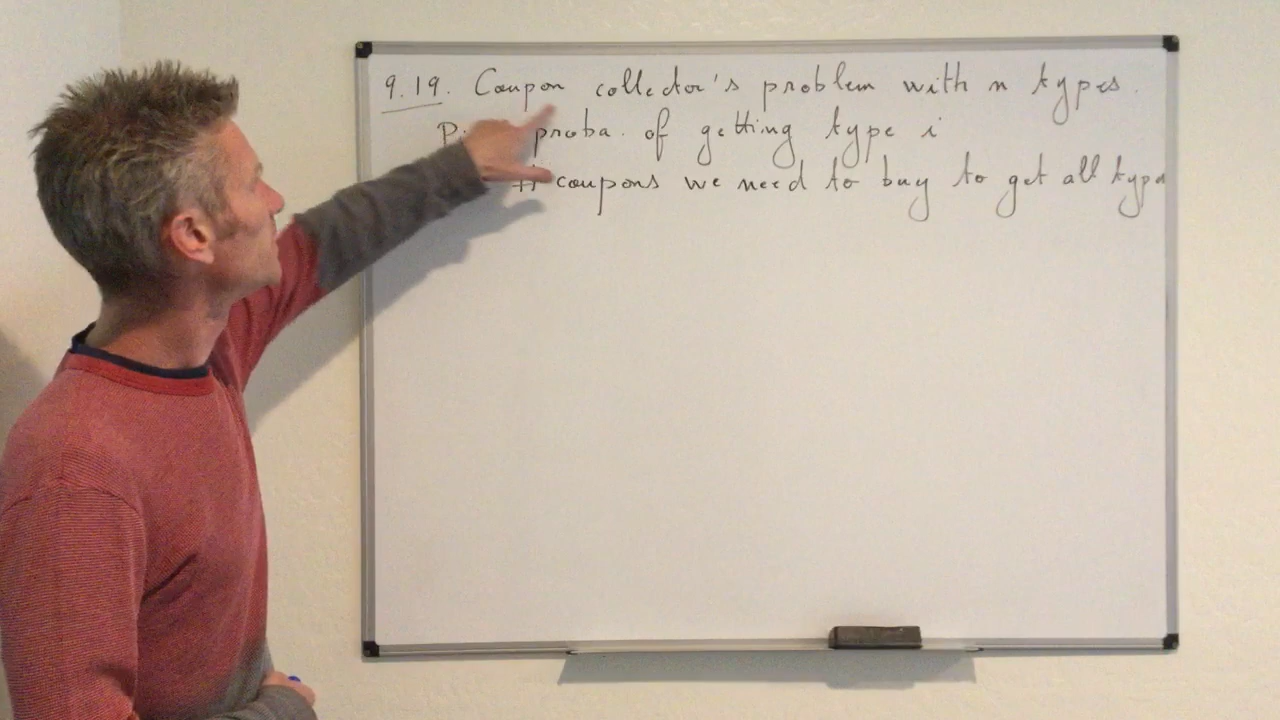 9.19. Coupon collector's problem with n types.
proba. of getting type i
# coupons we need to buy to get all types